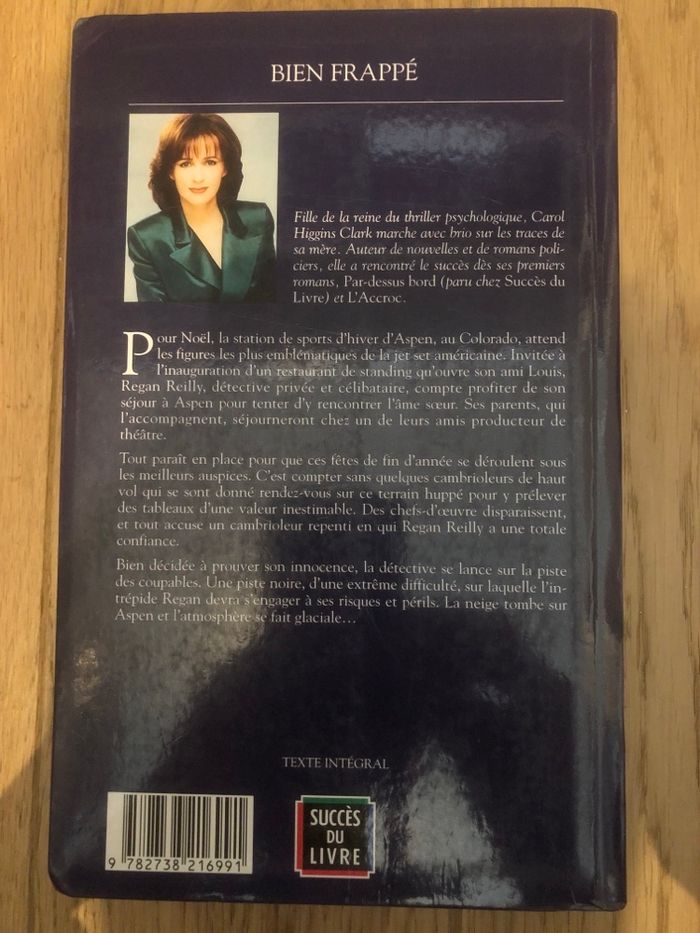 BIEN FRAPPÉ
Fille de la reine du thriller psychologique, Carol
Higgins Clark marche avec brio sur les traces de
sa mère. Auteur de nouvelles et de romans poli-
ciers, elle a rencontré le succès dès ses premiers
romans, Par-dessus bord (paru chez Succès du
Livre) et L'Accroc.
Pour Noël, la station de sports d'hiver d'Aspen, au Colorado, attend
les figures les plus emblématiques de la jet set américaine. Invitée à
l'inauguration d'un restaurant de standing qu'ouvre son ami Louis,
Regan Reilly, détective privée et célibataire, compte profiter de son
séjour à Aspen pour tenter d'y rencontrer l'âme sœur. Ses parents, qui
l'accompagnent, séjourneront chez un de leurs amis producteur de
théâtre.
Tout paraît en place pour que ces fêtes de fin d'année se déroulent sous
les meilleurs auspices. C'est compter sans quelques cambrioleurs de haut
vol qui se sont donné rendez-vous sur ce terrain huppé pour y prélever
des tableaux d'une valeur inestimable. Des chefs-d'œuvre disparaissent,
et tout accuse un cambrioleur repenti en qui Regan Reilly a une totale
confiance.
Bien décidée à prouver son innocence, la détective se lance sur la piste
des coupables. Une piste noire, d'une extrême difficulté, sur laquelle l'in-
trépide Regan devra s'engager à ses risques et périls. La neige tombe sur
Aspen et l'atmosphère se fait glaciale…
TEXTE INTÉGRAL
SUCCÈS
DU
LIVRE
9 782738 216991